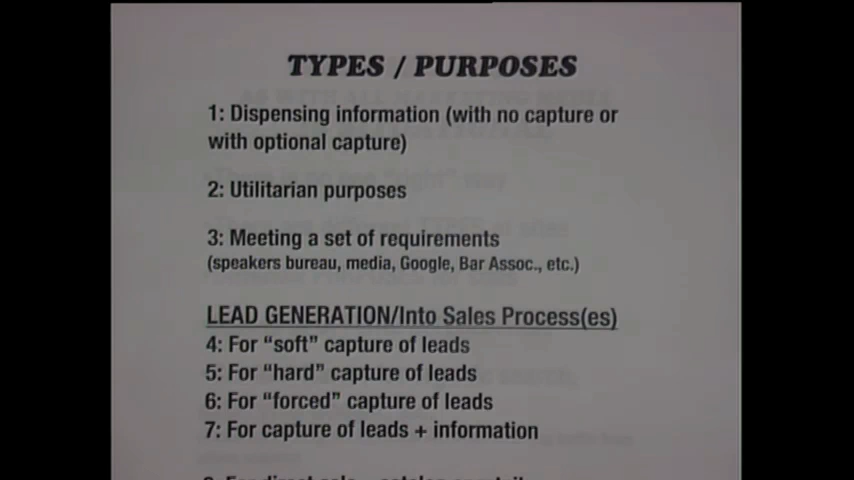 TYPES / PURPOSES
1: Dispensing information (with no capture or
with optional capture)
2: Utilitarian purposes
3: Meeting a set of requirements
(speakers bureau, media, Google, Bar Assoc., etc.)
LEAD GENERATION/Into Sales Process(es)
4: For "soft" capture of leads
5: For "hard" capture of leads
6: For "forced" capture of leads
7: For capture of leads + information